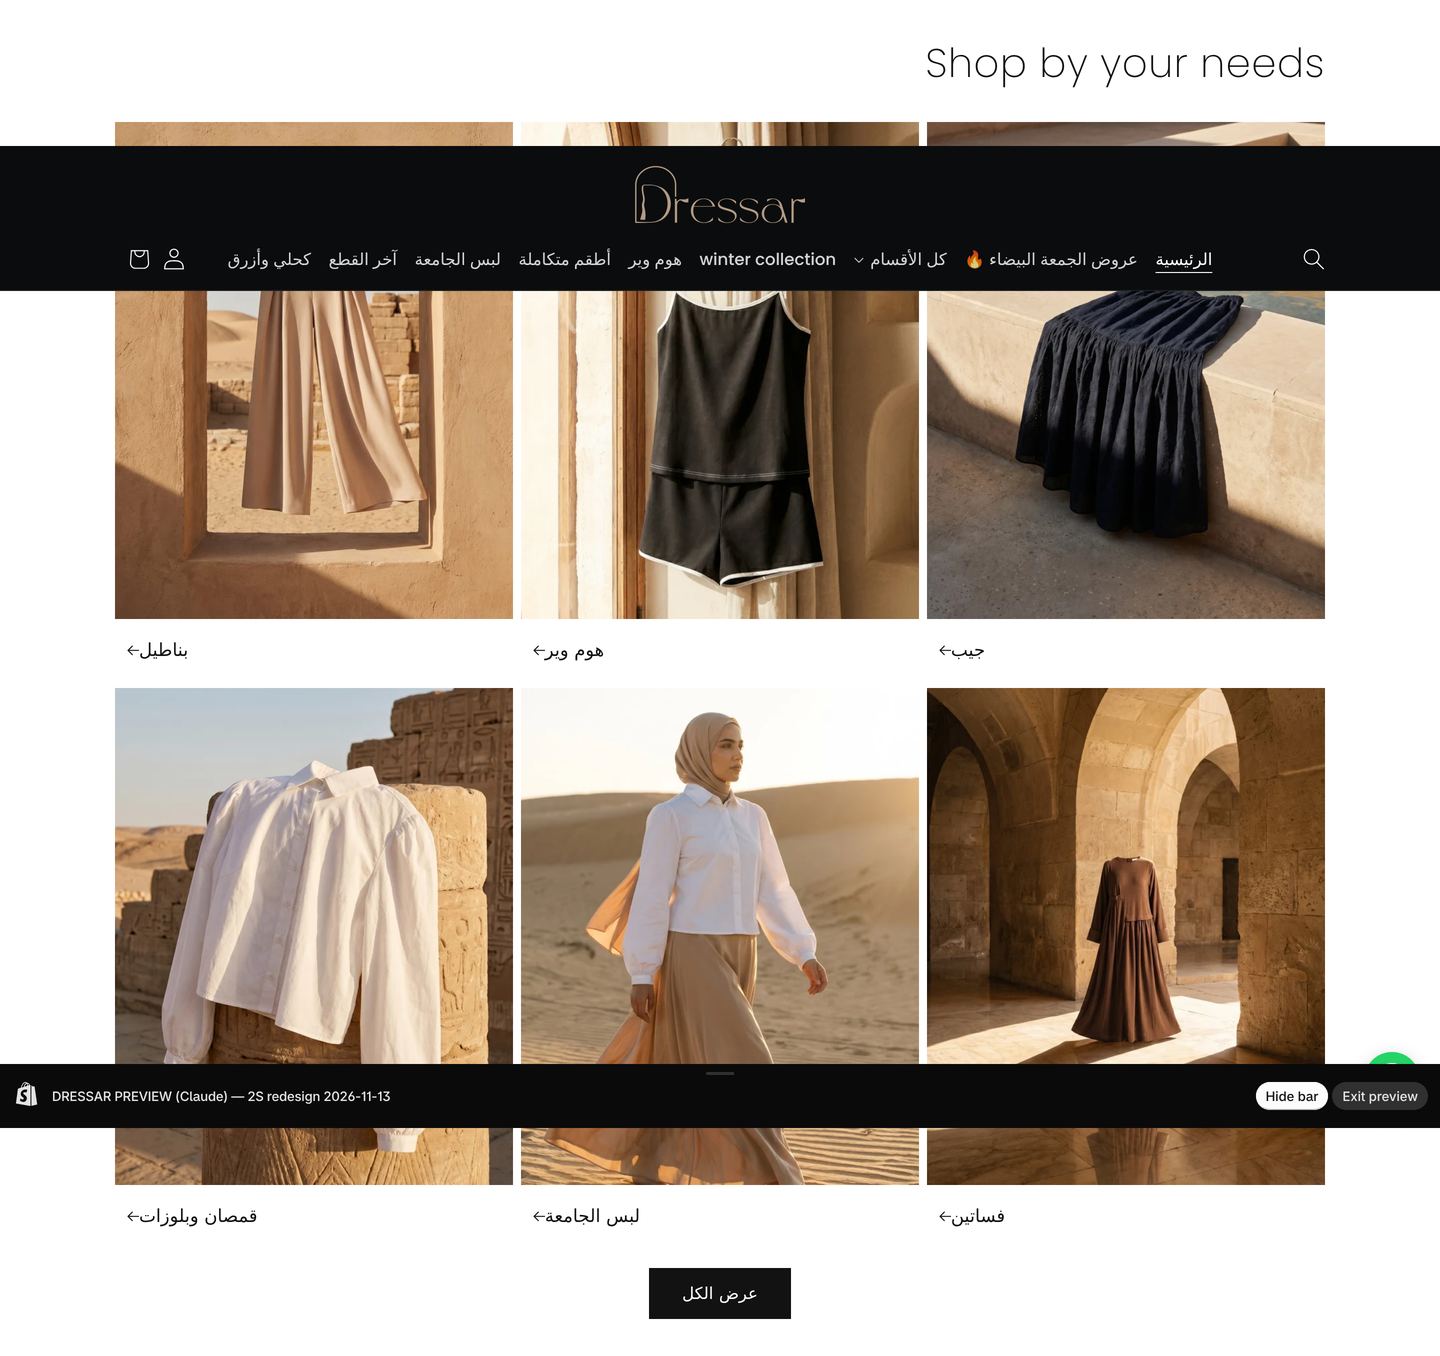 Shop by your needs
Dressar
الرئيسية
عروض الجمعة البيضاء 🔥
كل الأقسام
winter collection
هوم وير
أطقم متكاملة
لبس الجامعة
آخر القطع
كحلي وأزرق
جيب←
هوم وير←
بناطيل←
DRESSAR PREVIEW (Claude) — 2S redesign 2026-11-13
Hide bar
Exit preview
فساتين←
لبس الجامعة←
قمصان وبلوزات←
عرض الكل